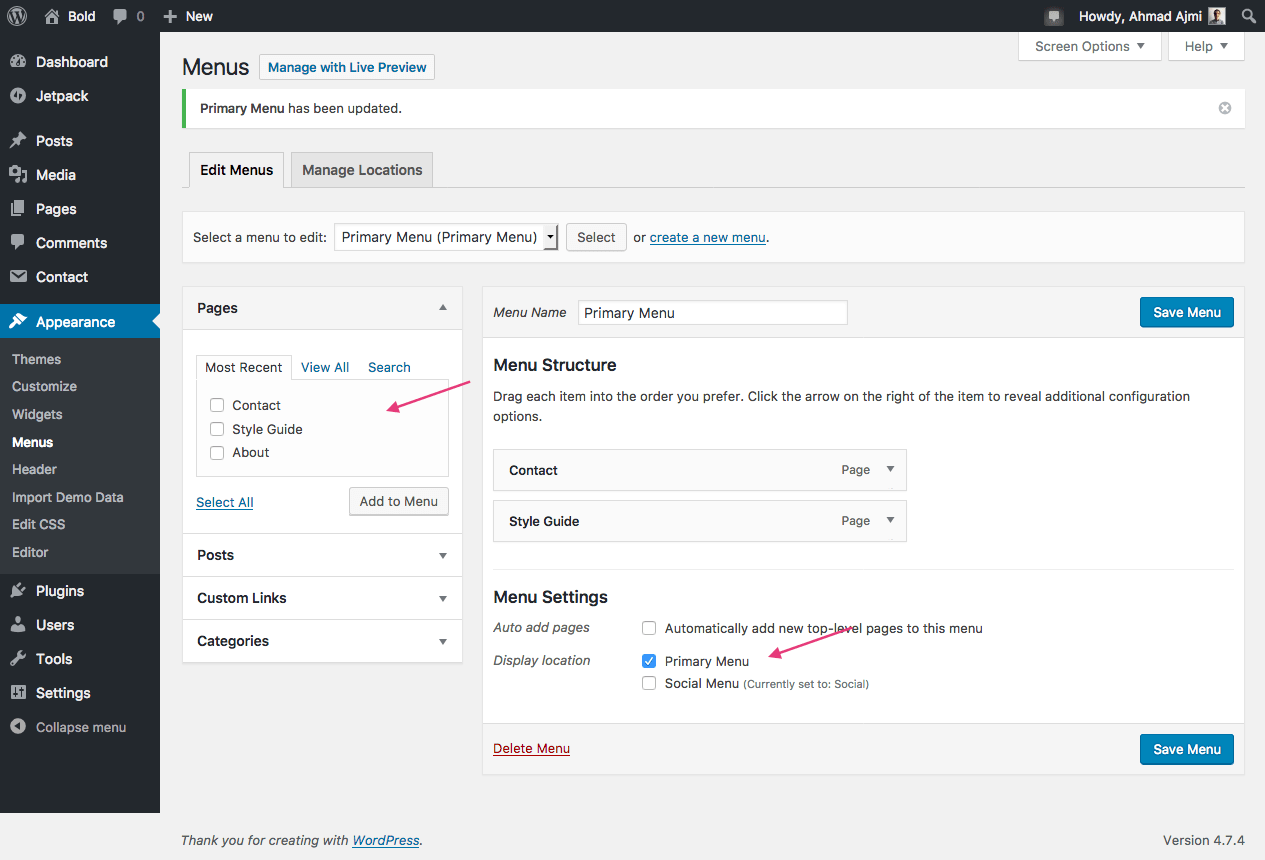 Bold 0 New Howdy, Ahmad Ajmi
Screen Options Help
Dashboard
Jetpack
Posts
Media
Pages
Comments
Contact
Appearance
Themes
Customize
Widgets
Menus
Header
Import Demo Data
Edit CSS
Editor
Plugins
Users
Tools
Settings
Collapse menu
Menus Manage with Live Preview
Primary Menu has been updated.
Edit Menus Manage Locations
Select a menu to edit: Primary Menu (Primary Menu) Select or create a new menu.
Pages
Most Recent View All Search
Contact
Style Guide
About
Select All Add to Menu
Posts
Custom Links
Categories
Menu Name Primary Menu Save Menu
Menu Structure
Drag each item into the order you prefer. Click the arrow on the right of the item to reveal additional configuration
options.
Contact Page
Style Guide Page
Menu Settings
Auto add pages Automatically add new top-level pages to this menu
Display location Primary Menu
Social Menu (Currently set to: Social)
Delete Menu Save Menu
Thank you for creating with WordPress. Version 4.7.4